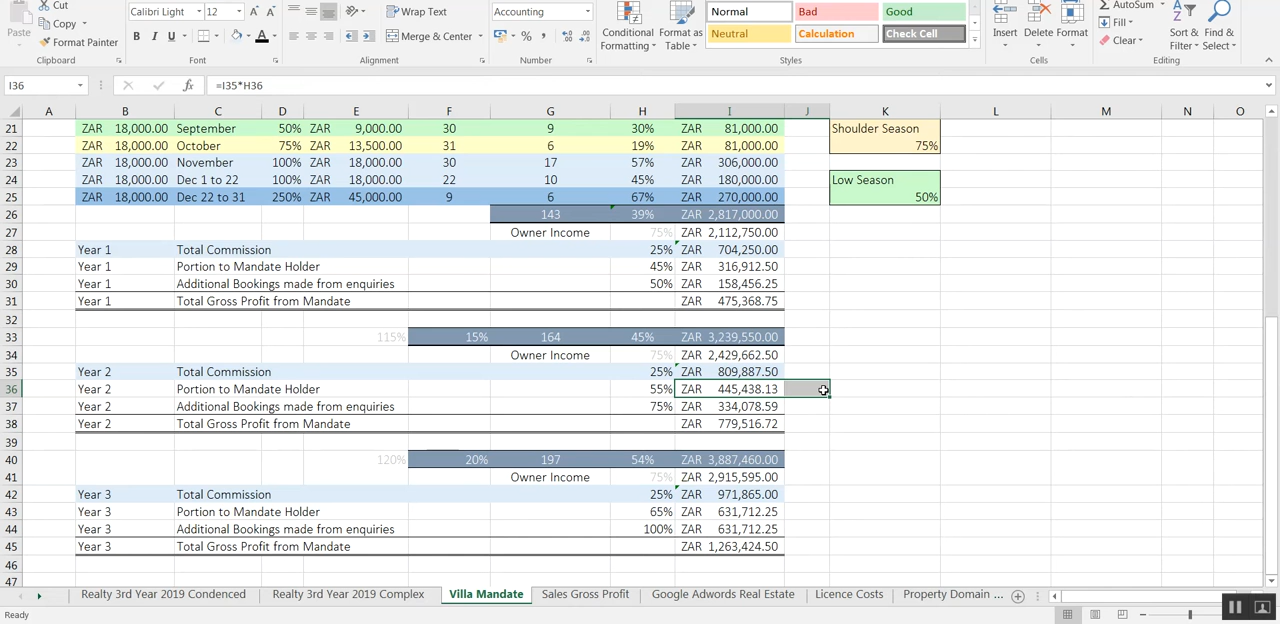 Cut
Calibri Light 12 A A Wrap Text Accounting Normal Bad Good AutoSum
Paste Copy Conditional Format as Insert Delete Format Fill Sort & Find &
Format Painter B I U A Merge & Center % , Formatting Table Neutral Calculation Check Cell Clear Filter Select
Clipboard Font Alignment Number Styles Cells Editing
I36 fx =I35*H36
A B C D E F G H I J K L M N O
21 ZAR 18,000.00 September 50% ZAR 9,000.00 30 9 30% ZAR 81,000.00 Shoulder Season
22 ZAR 18,000.00 October 75% ZAR 13,500.00 31 6 19% ZAR 81,000.00 75%
23 ZAR 18,000.00 November 100% ZAR 18,000.00 30 17 57% ZAR 306,000.00
24 ZAR 18,000.00 Dec 1 to 22 100% ZAR 18,000.00 22 10 45% ZAR 180,000.00 Low Season
25 ZAR 18,000.00 Dec 22 to 31 250% ZAR 45,000.00 9 6 67% ZAR 270,000.00 50%
26 143 39% ZAR 2,817,000.00
27 Owner Income 75% ZAR 2,112,750.00
28 Year 1 Total Commission 25% ZAR 704,250.00
29 Year 1 Portion to Mandate Holder 45% ZAR 316,912.50
30 Year 1 Additional Bookings made from enquiries 50% ZAR 158,456.25
31 Year 1 Total Gross Profit from Mandate ZAR 475,368.75
32
33 115% 15% 164 45% ZAR 3,239,550.00
34 Owner Income 75% ZAR 2,429,662.50
35 Year 2 Total Commission 25% ZAR 809,887.50
36 Year 2 Portion to Mandate Holder 55% ZAR 445,438.13
37 Year 2 Additional Bookings made from enquiries 75% ZAR 334,078.59
38 Year 2 Total Gross Profit from Mandate ZAR 779,516.72
39
40 120% 20% 197 54% ZAR 3,887,460.00
41 Owner Income 75% ZAR 2,915,595.00
42 Year 3 Total Commission 25% ZAR 971,865.00
43 Year 3 Portion to Mandate Holder 65% ZAR 631,712.25
44 Year 3 Additional Bookings made from enquiries 100% ZAR 631,712.25
45 Year 3 Total Gross Profit from Mandate ZAR 1,263,424.50
46
47
Realty 3rd Year 2019 Condensed Realty 3rd Year 2019 Complex Villa Mandate Sales Gross Profit Google Adwords Real Estate Licence Costs Property Domain ...
Ready